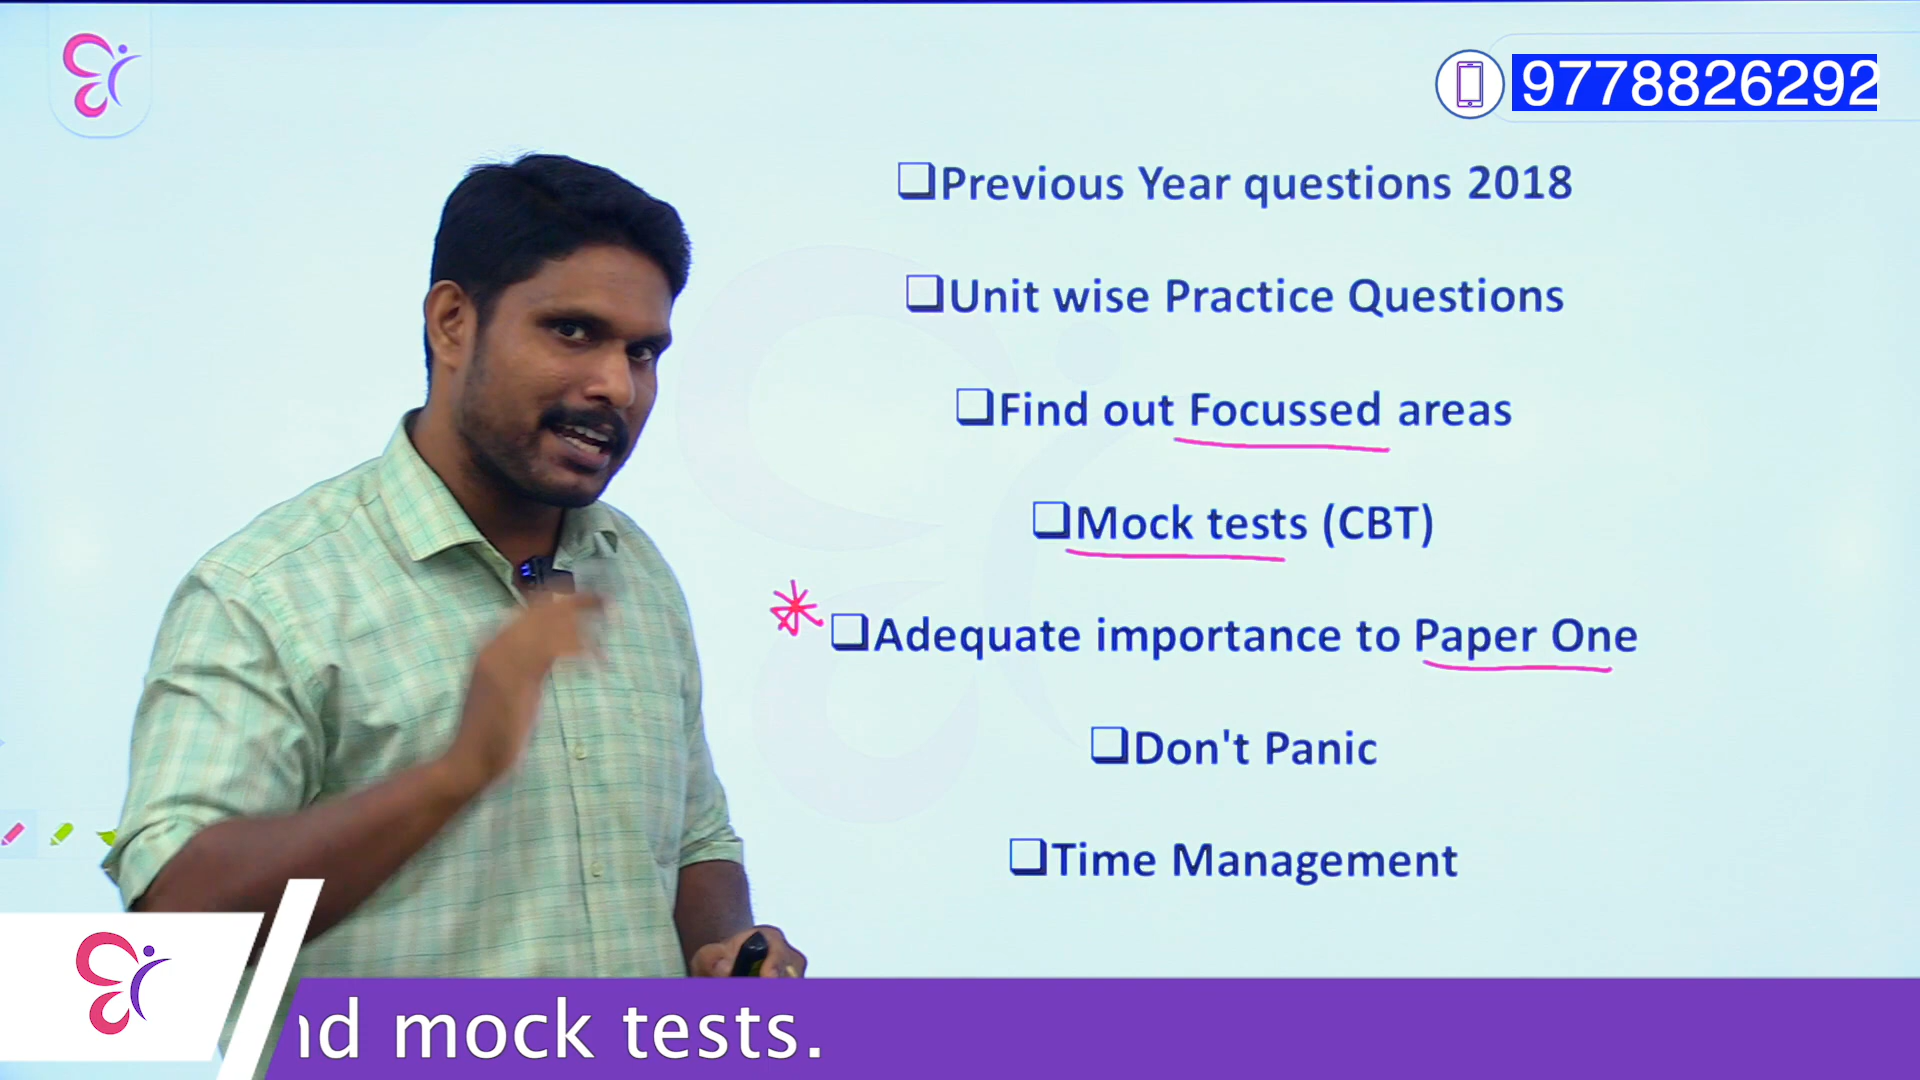 9778826292
❑Previous Year questions 2018
❑Unit wise Practice Questions
❑Find out Focussed areas
❑Mock tests (CBT)
❑Adequate importance to Paper One
❑Don't Panic
❑Time Management
mock tests.